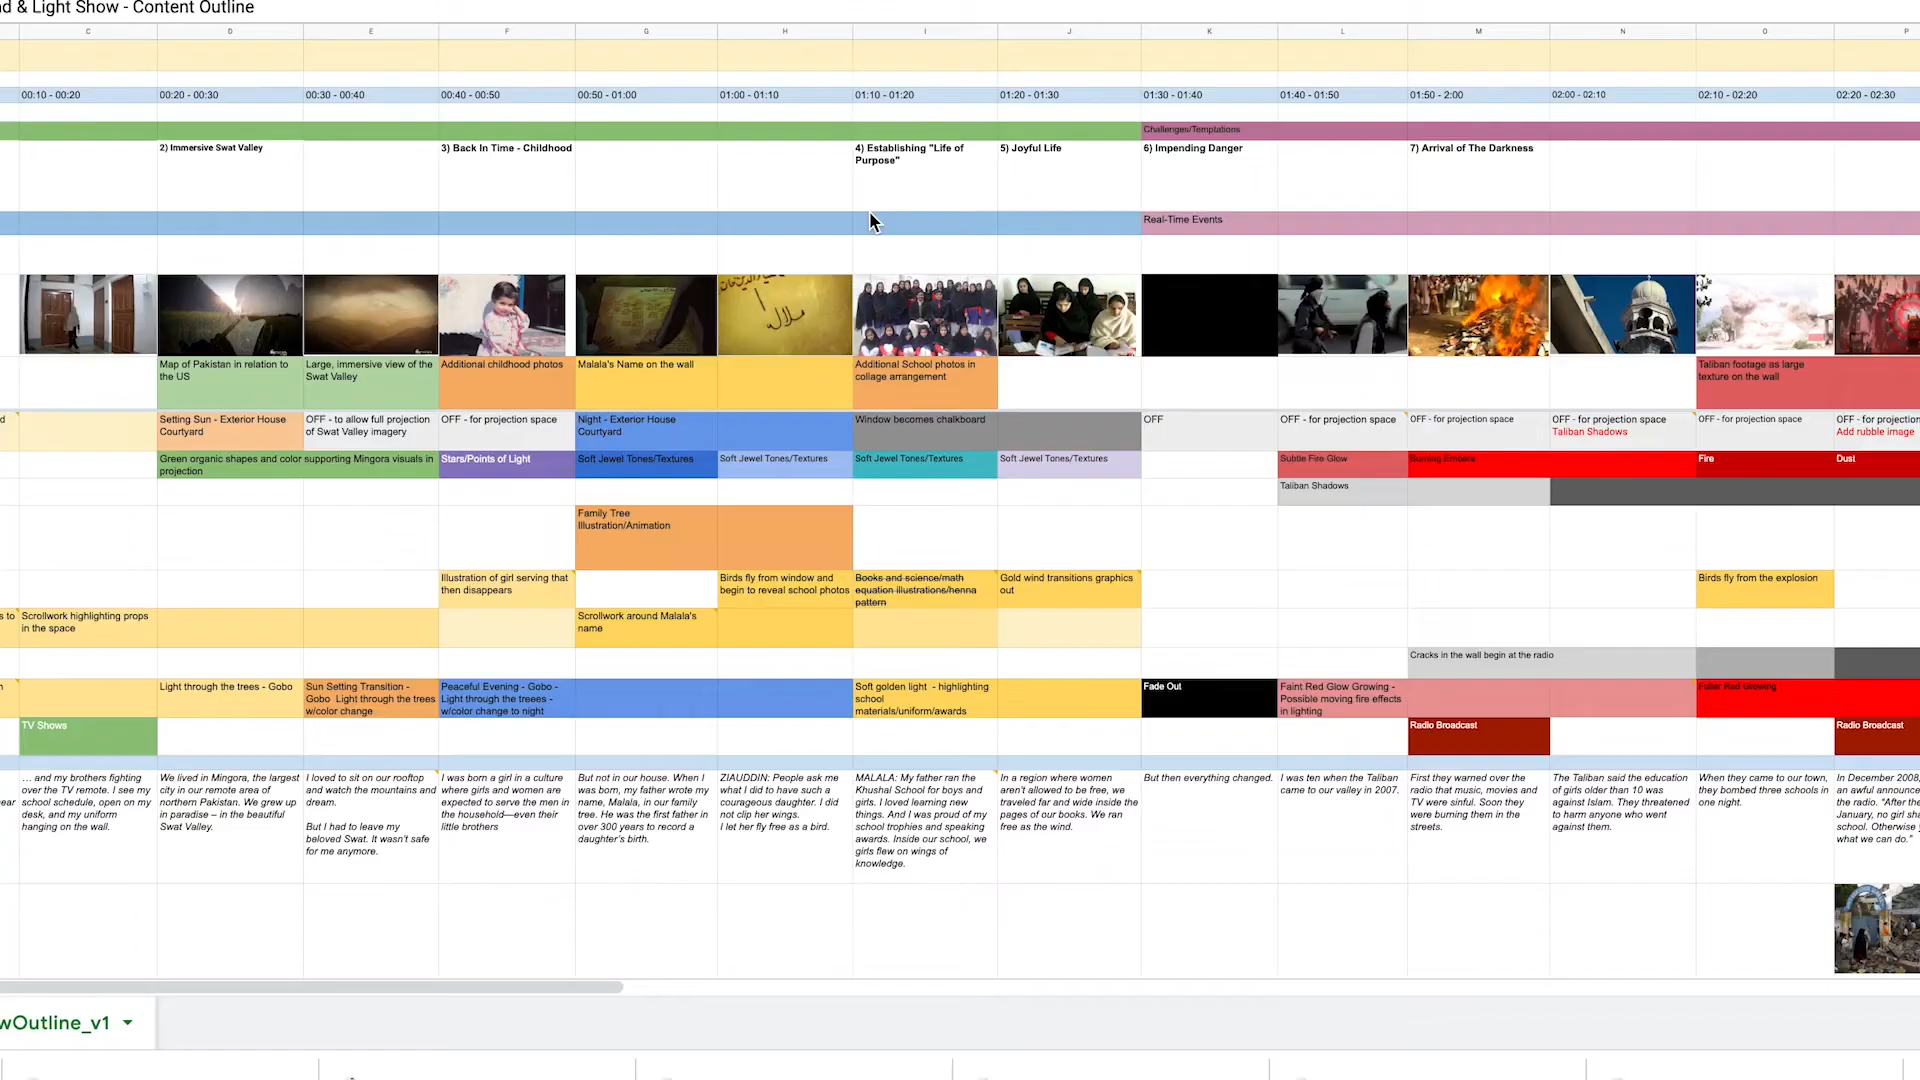 d & Light Show - Content Outline
C D E F G H I J K L M N O P
00:10 - 00:20 00:20 - 00:30 00:30 - 00:40 00:40 - 00:50 00:50 - 01:00 01:00 - 01:10 01:10 - 01:20 01:20 - 01:30 01:30 - 01:40 01:40 - 01:50 01:50 - 2:00 02:00 - 02:10 02:10 - 02:20 02:20 - 02:30
Challenges/Temptations
2) Immersive Swat Valley
3) Back In Time - Childhood
4) Establishing "Life of
Purpose"
5) Joyful Life
6) Impending Danger
7) Arrival of The Darkness
Real-Time Events
ملاله
Map of Pakistan in relation to
the US
Large, immersive view of the
Swat Valley
Additional childhood photos
Malala's Name on the wall
Additional School photos in
collage arrangement
Taliban footage as large
texture on the wall
d
Setting Sun - Exterior House
Courtyard
OFF - to allow full projection
of Swat Valley imagery
OFF - for projection space
Night - Exterior House
Courtyard
Window becomes chalkboard
OFF
OFF - for projection space
OFF - for projection space
OFF - for projection space
Taliban Shadows
OFF - for projection space
OFF - for projection
Add rubble image
Green organic shapes and color supporting Mingora visuals in
projection
Stars/Points of Light
Soft Jewel Tones/Textures
Soft Jewel Tones/Textures
Soft Jewel Tones/Textures
Soft Jewel Tones/Textures
Subtle Fire Glow
Burning Embers
Fire
Dust
Taliban Shadows
Family Tree
Illustration/Animation
Illustration of girl serving that
then disappears
Birds fly from window and
begin to reveal school photos
Books and science/math
equation illustrations/henna
pattern
Gold wind transitions graphics
out
Birds fly from the explosion
s to
Scrollwork highlighting props
in the space
Scrollwork around Malala's
name
Cracks in the wall begin at the radio
Light through the trees - Gobo
Sun Setting Transition -
Gobo Light through the trees
w/color change
Peaceful Evening - Gobo -
Light through the trees -
w/color change to night
Soft golden light - highlighting
school
materials/uniform/awards
Fade Out
Faint Red Glow Growing -
Possible moving fire effects
in lighting
Fuller Red Growing
TV Shows
Radio Broadcast
Radio Broadcast
ear
... and my brothers fighting
over the TV remote. I see my
school schedule, open on my
desk, and my uniform
hanging on the wall.
We lived in Mingora, the largest
city in our remote area of
northern Pakistan. We grew up
in paradise – in the beautiful
Swat Valley.
I loved to sit on our rooftop
and watch the mountains and
dream.
But I had to leave my
beloved Swat. It wasn't safe
for me anymore.
I was born a girl in a culture
where girls and women are
expected to serve the men in
the household—even their
little brothers
But not in our house. When I
was born, my father wrote my
name, Malala, in our family
tree. He was the first father in
over 300 years to record a
daughter's birth.
ZIAUDDIN: People ask me
what I did to have such a
courageous daughter. I did
not clip her wings.
I let her fly free as a bird.
MALALA: My father ran the
Khushal School for boys and
girls. I loved learning new
things. And I was proud of my
school trophies and speaking
awards. Inside our school, we
girls flew on wings of
knowledge.
In a region where women
aren't allowed to be free, we
traveled far and wide inside the
pages of our books. We ran
free as the wind.
But then everything changed.
I was ten when the Taliban
came to our valley in 2007.
First they warned over the
radio that music, movies and
TV were sinful. Soon they
were burning them in the
streets.
The Taliban said the education
of girls older than 10 was
against Islam. They threatened
to harm anyone who went
against them.
When they came to our town,
they bombed three schools in
one night.
In December 2008,
an awful announce
the radio. "After the
January, no girl sha
school. Otherwise
what we can do."
wOutline_v1